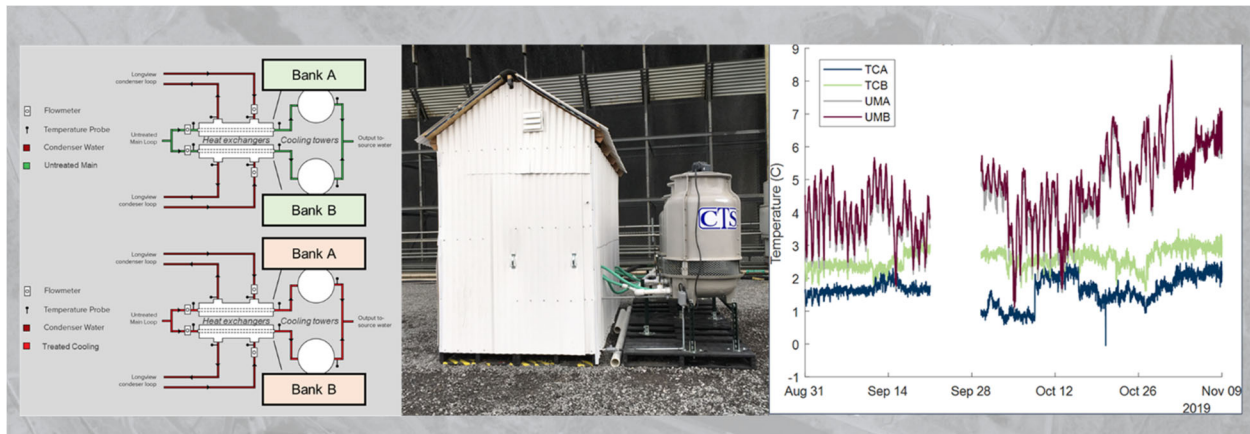 Longview
condenser loop
Bank A
Flowmeter
Temperature Probe
Condenser Water
Untreated Main
Untreated
Main Loop
Heat exchangers
Cooling towers
Output to-
source water
Longview
condenser loop
Bank B
Longview
condenser loop
Bank A
Flowmeter
Temperature Probe
Condenser Water
Treated Cooling
Untreated
Main Loop
Heat exchangers
Cooling towers
Output to-
source water
Longview
condeser loop
Bank B
CTS
Temperature (C)
9
8
7
6
5
4
3
2
1
0
-1
TCA
TCB
UMA
UMB
Aug 31 Sep 14 Sep 28 Oct 12 Oct 26 Nov 09
2019